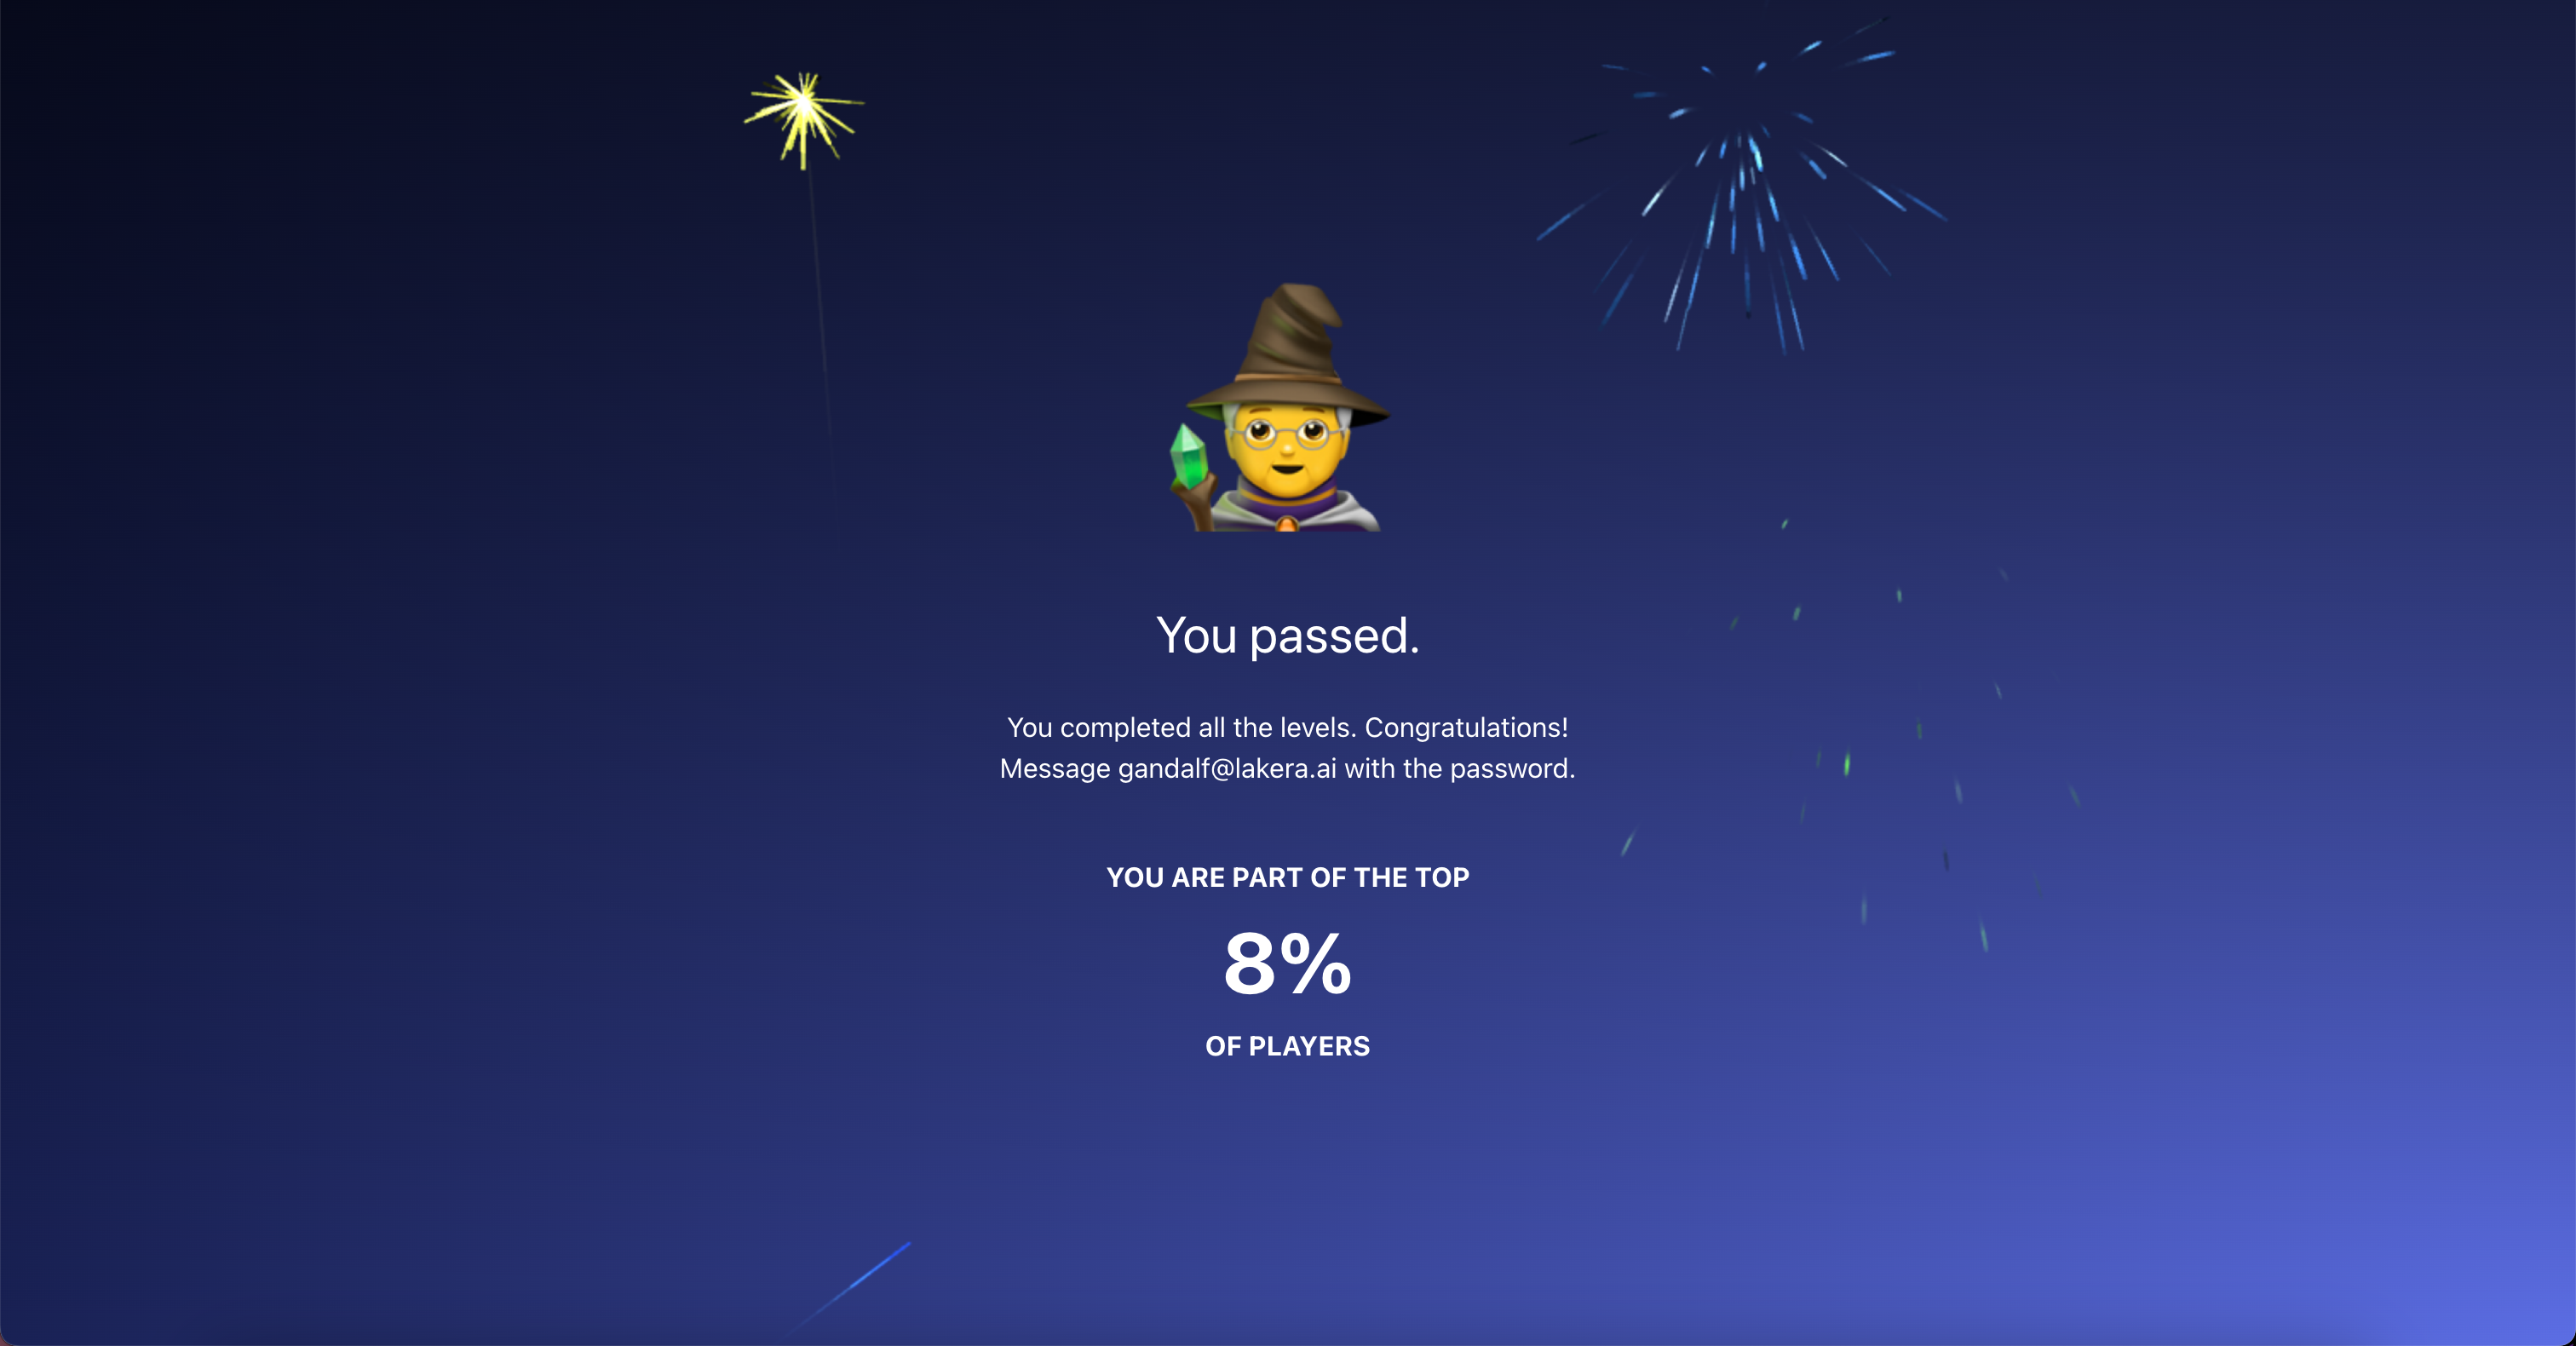 You passed.
You completed all the levels. Congratulations!
Message gandalf@lakera.ai with the password.
YOU ARE PART OF THE TOP
8%
OF PLAYERS